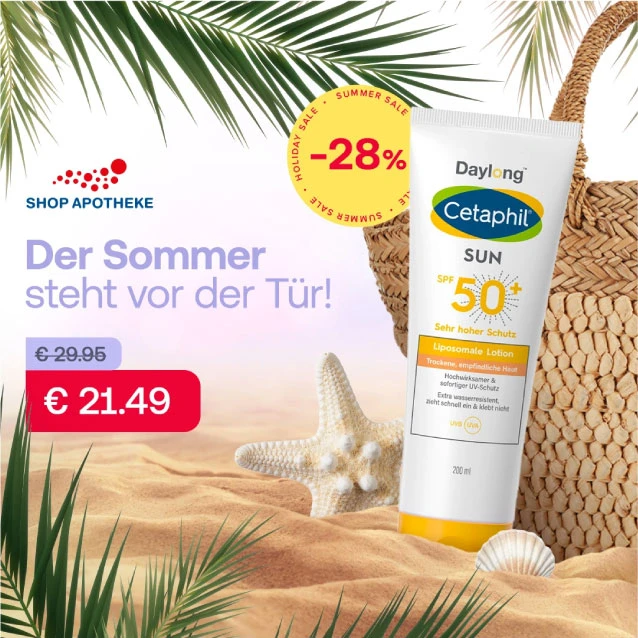 SUMMER SALE • HOLIDAY SALE • SUMMER SALE
-28%
SHOP APOTHEKE
Der Sommer
steht vor der Tür!
€ 29.95
€ 21.49
Daylong™
Cetaphil®
SUN
SPF 50+
Sehr hoher Schutz
Liposomale Lotion
Trockene, empfindliche Haut
Hochwirksamer &
sofortiger UV-Schutz
Extra wasserresistent,
zieht schnell ein & klebt nicht
UVB UVA
200 ml